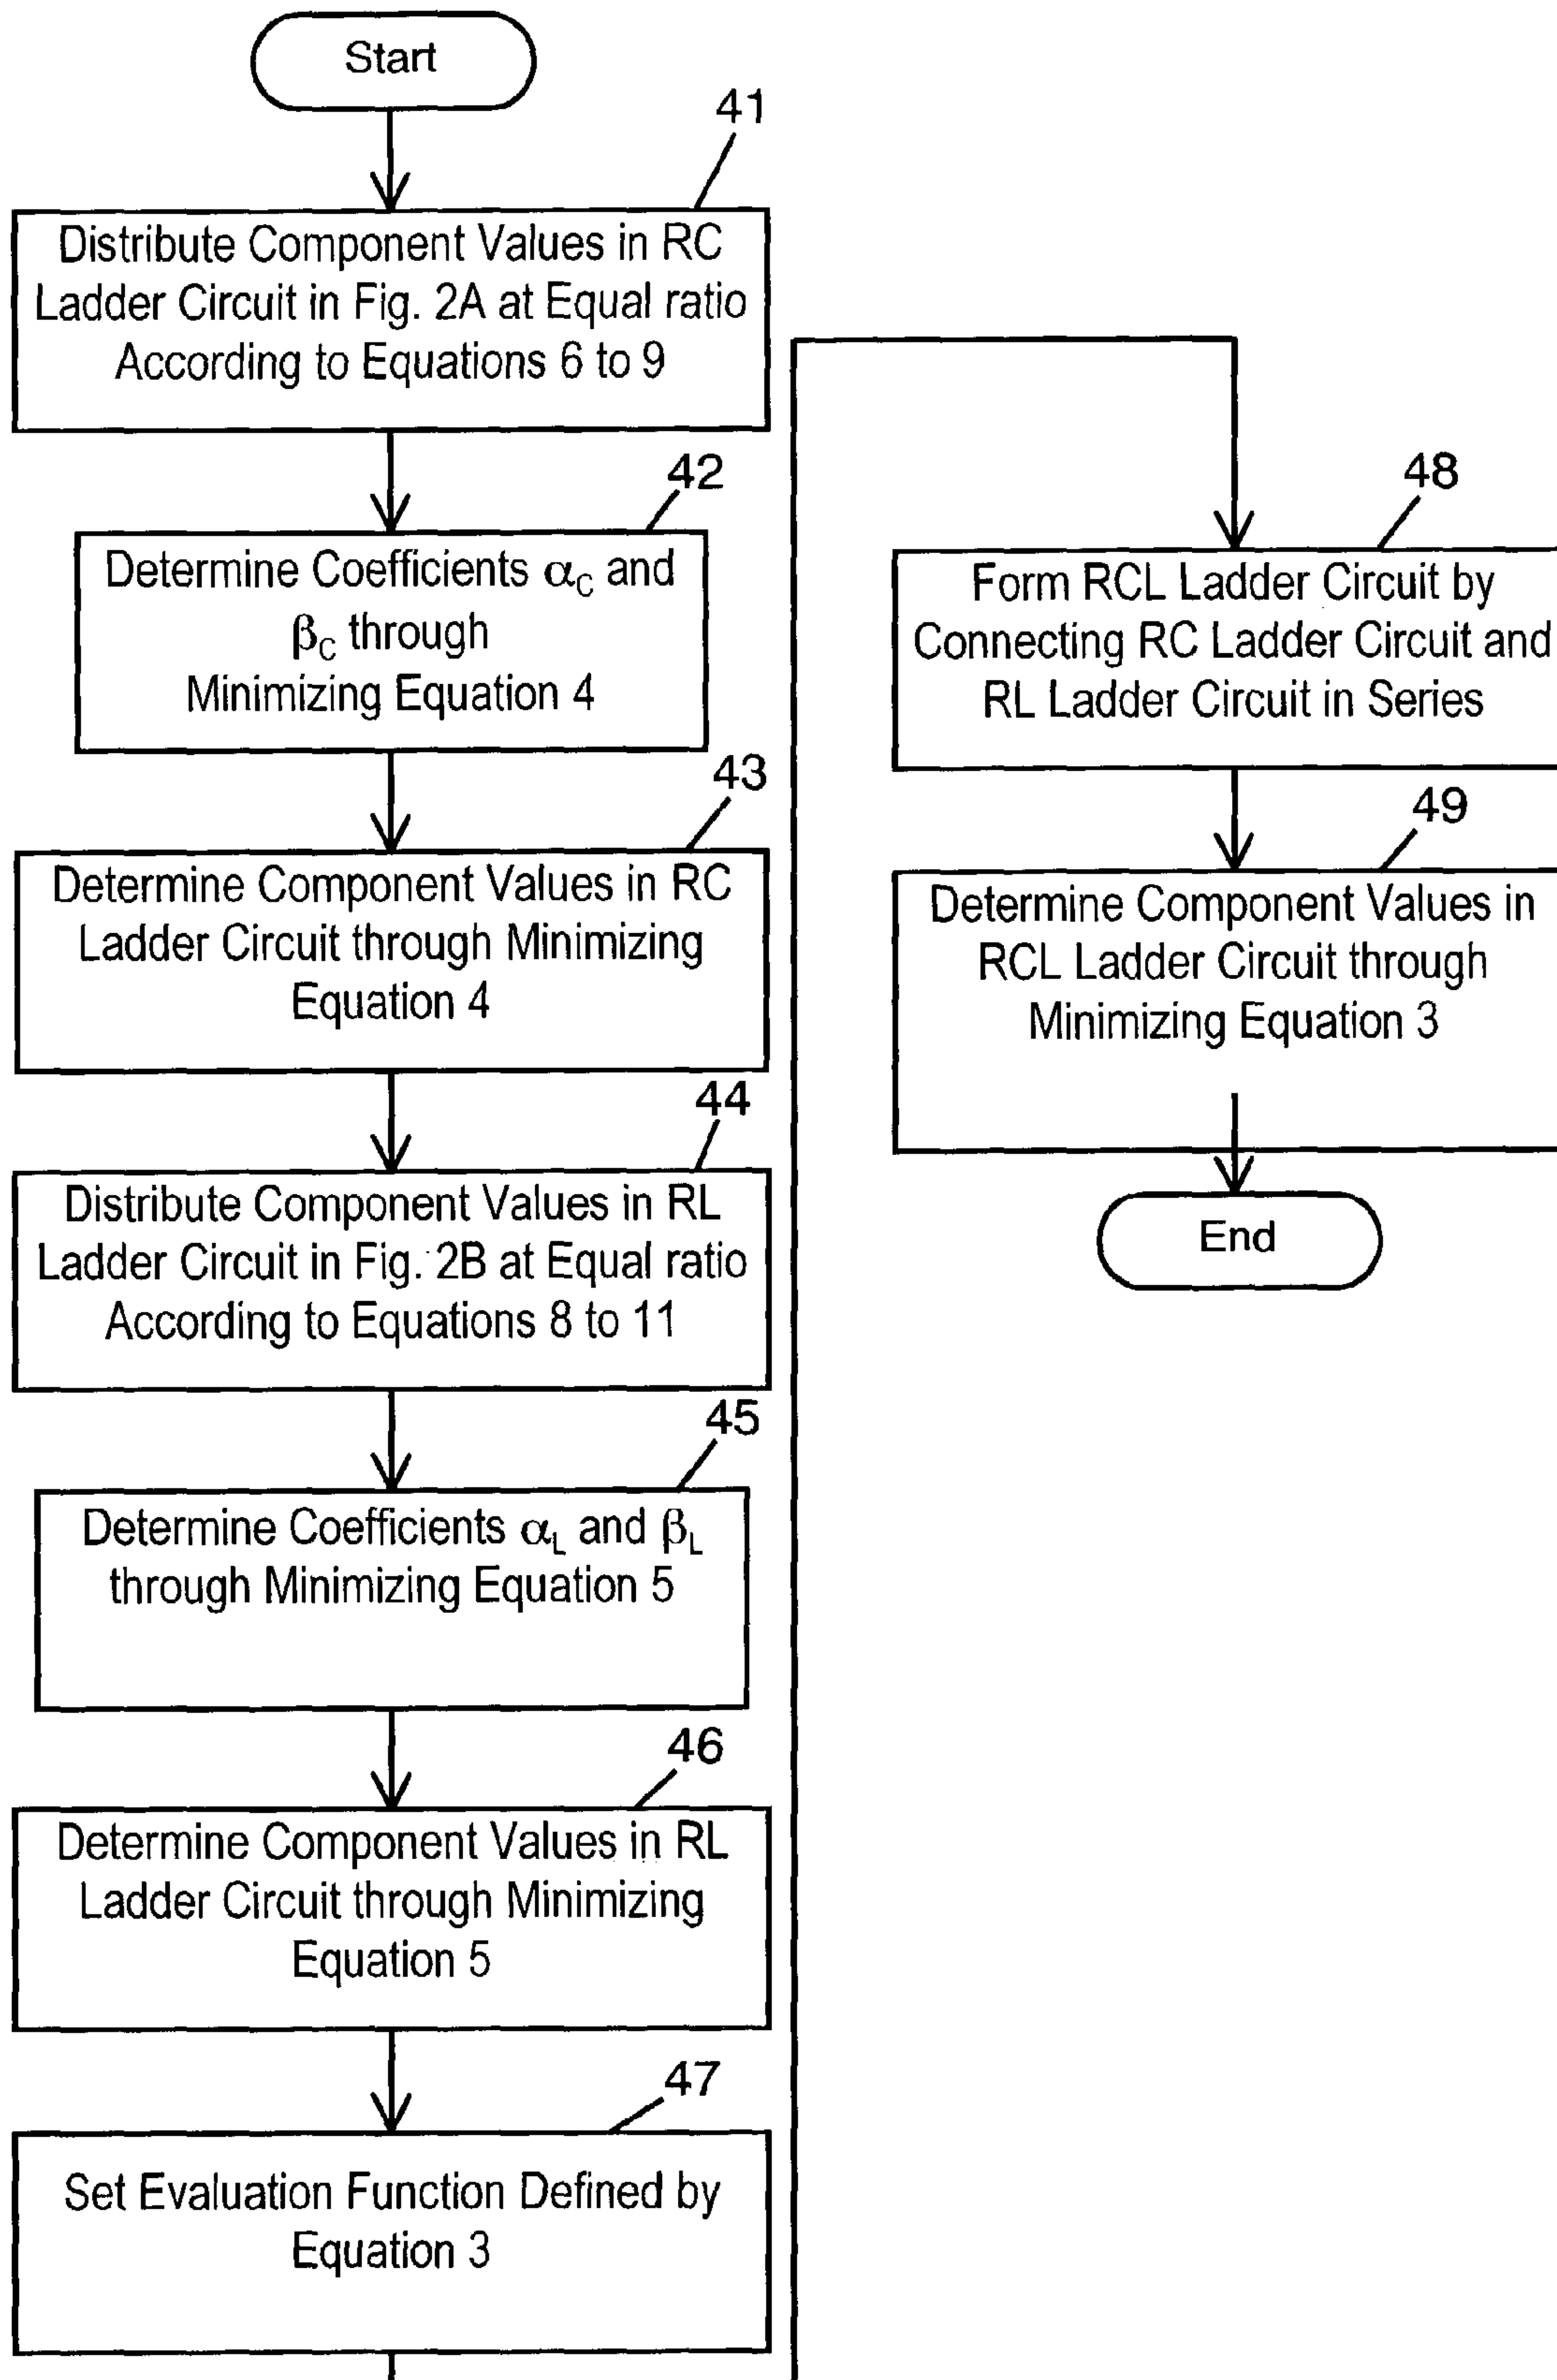 Start
41
Distribute Component Values in RC
Ladder Circuit in Fig. 2A at Equal ratio
According to Equations 6 to 9
42
Determine Coefficients αC and
βC through
Minimizing Equation 4
43
Determine Component Values in RC
Ladder Circuit through Minimizing
Equation 4
44
Distribute Component Values in RL
Ladder Circuit in Fig. 2B at Equal ratio
According to Equations 8 to 11
45
Determine Coefficients αL and βL
through Minimizing Equation 5
46
Determine Component Values in RL
Ladder Circuit through Minimizing
Equation 5
47
Set Evaluation Function Defined by
Equation 3
48
Form RCL Ladder Circuit by
Connecting RC Ladder Circuit and
RL Ladder Circuit in Series
49
Determine Component Values in
RCL Ladder Circuit through
Minimizing Equation 3
End